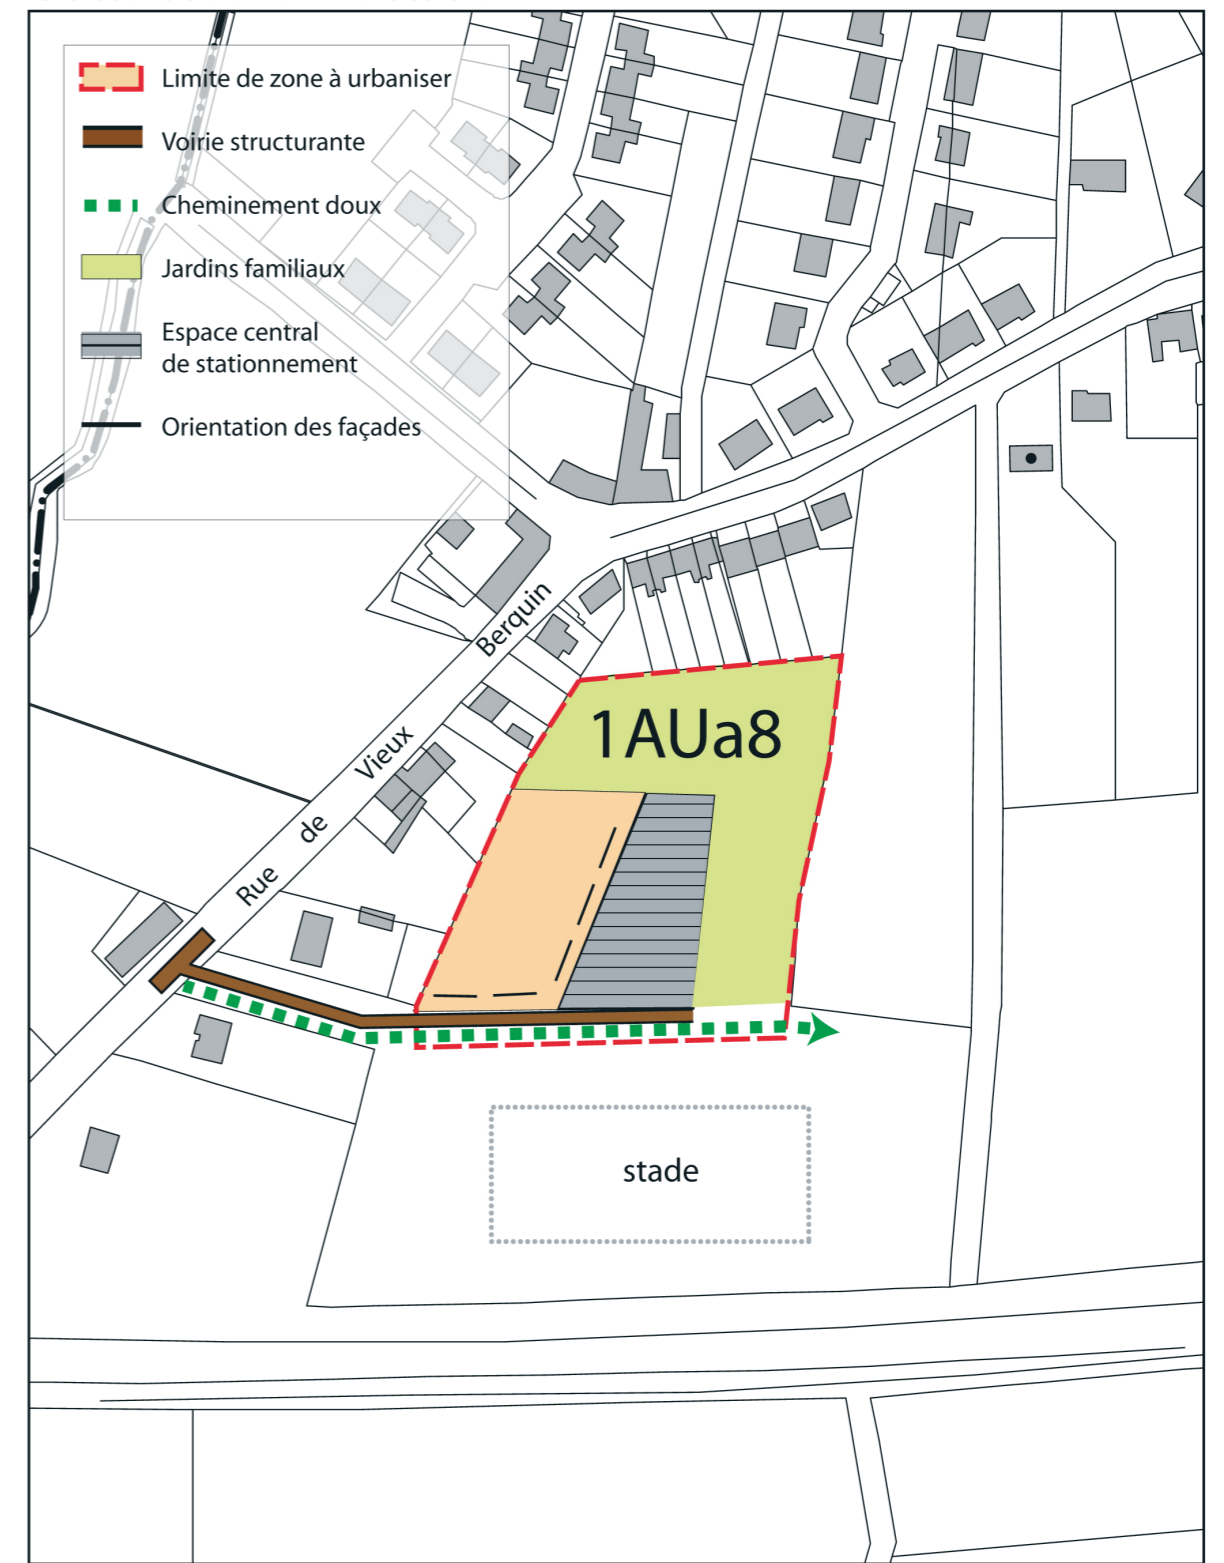 Limite de zone à urbaniser
Voirie structurante
Cheminement doux
Jardins familiaux
Espace central
de stationnement
Orientation des façades
Rue de Vieux Berquin
1AUa8
stade